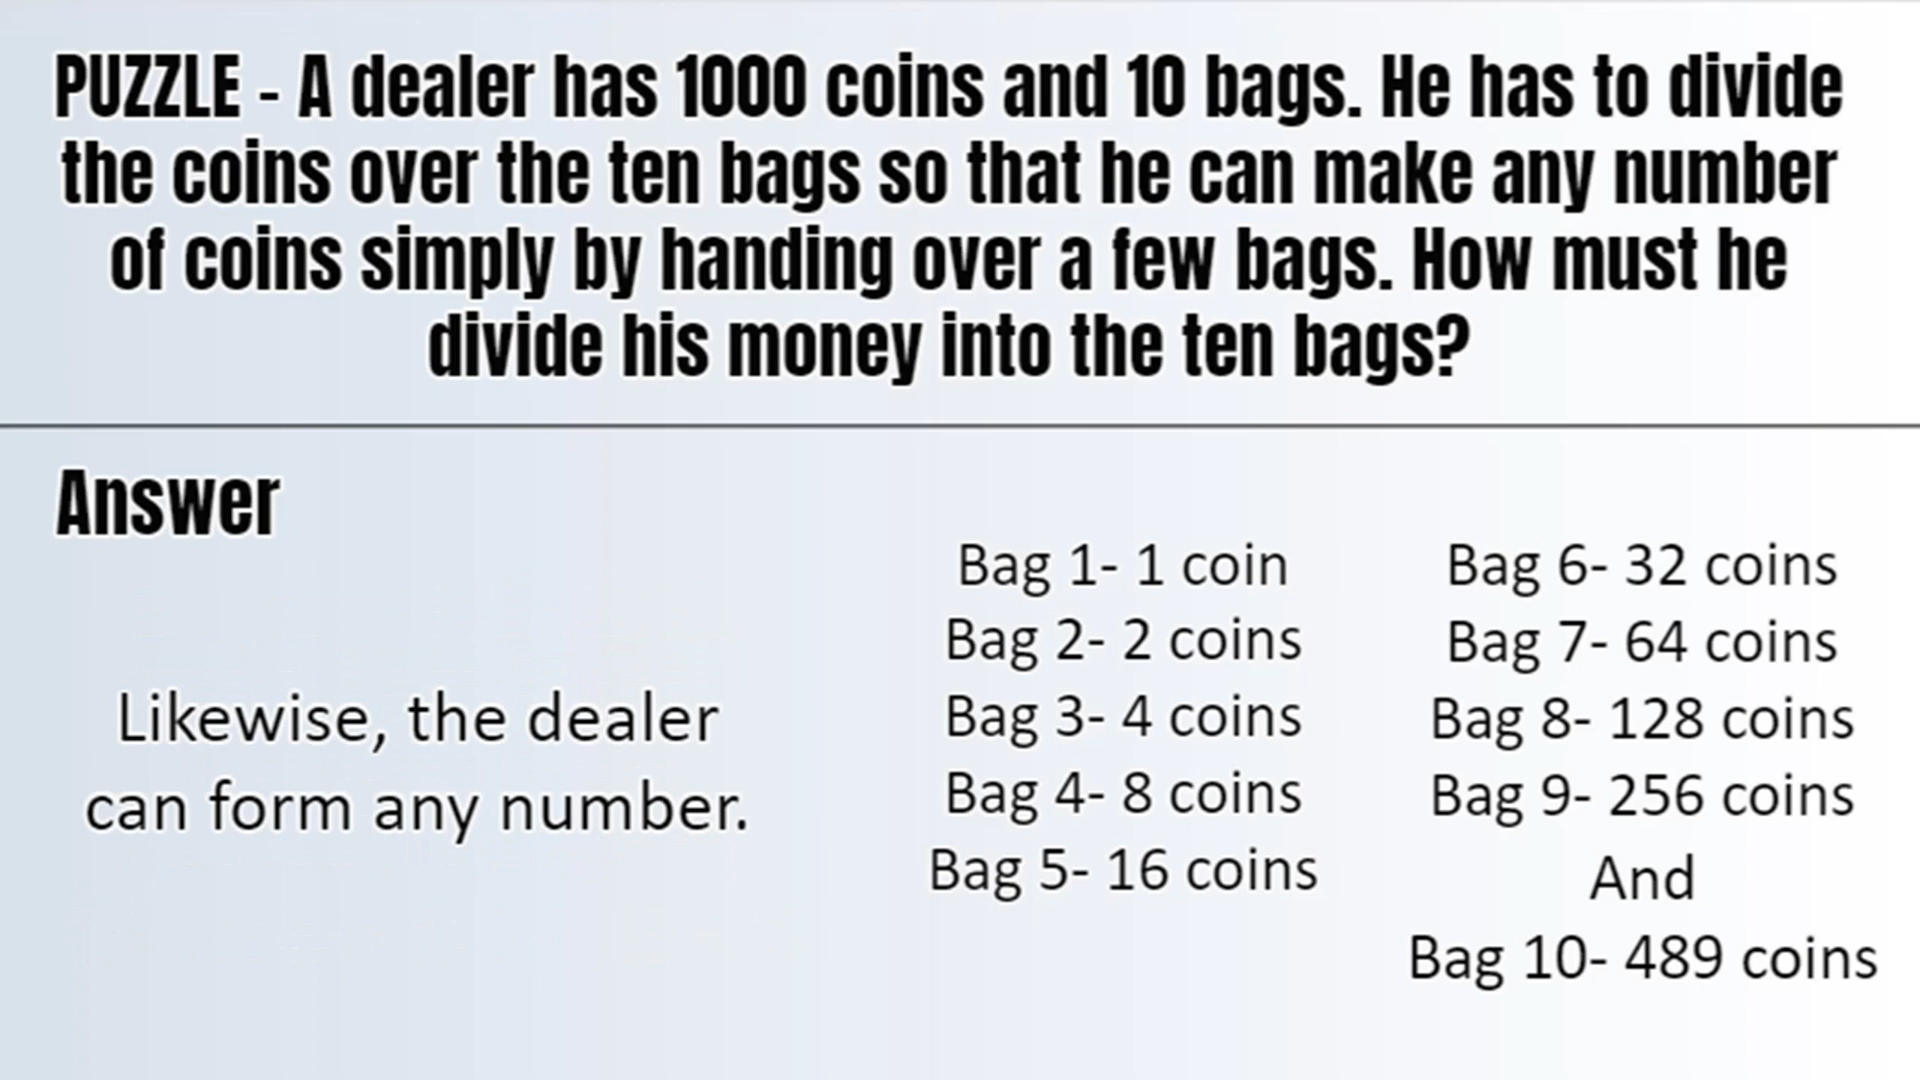 PUZZLE - A dealer has 1000 coins and 10 bags. He has to divide
the coins over the ten bags so that he can make any number
of coins simply by handing over a few bags. How must he
divide his money into the ten bags?
Answer
Likewise, the dealer
can form any number.
Bag 1- 1 coin
Bag 2- 2 coins
Bag 3- 4 coins
Bag 4- 8 coins
Bag 5- 16 coins
Bag 6- 32 coins
Bag 7- 64 coins
Bag 8- 128 coins
Bag 9- 256 coins
And
Bag 10- 489 coins